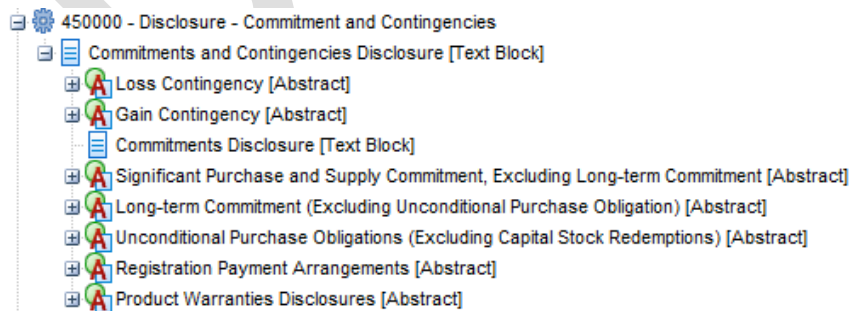 450000 - Disclosure - Commitment and Contingencies
Commitments and Contingencies Disclosure [Text Block]
Loss Contingency [Abstract]
Gain Contingency [Abstract]
Commitments Disclosure [Text Block]
Significant Purchase and Supply Commitment, Excluding Long-term Commitment [Abstract]
Long-term Commitment (Excluding Unconditional Purchase Obligation) [Abstract]
Unconditional Purchase Obligations (Excluding Capital Stock Redemptions) [Abstract]
Registration Payment Arrangements [Abstract]
Product Warranties Disclosures [Abstract]